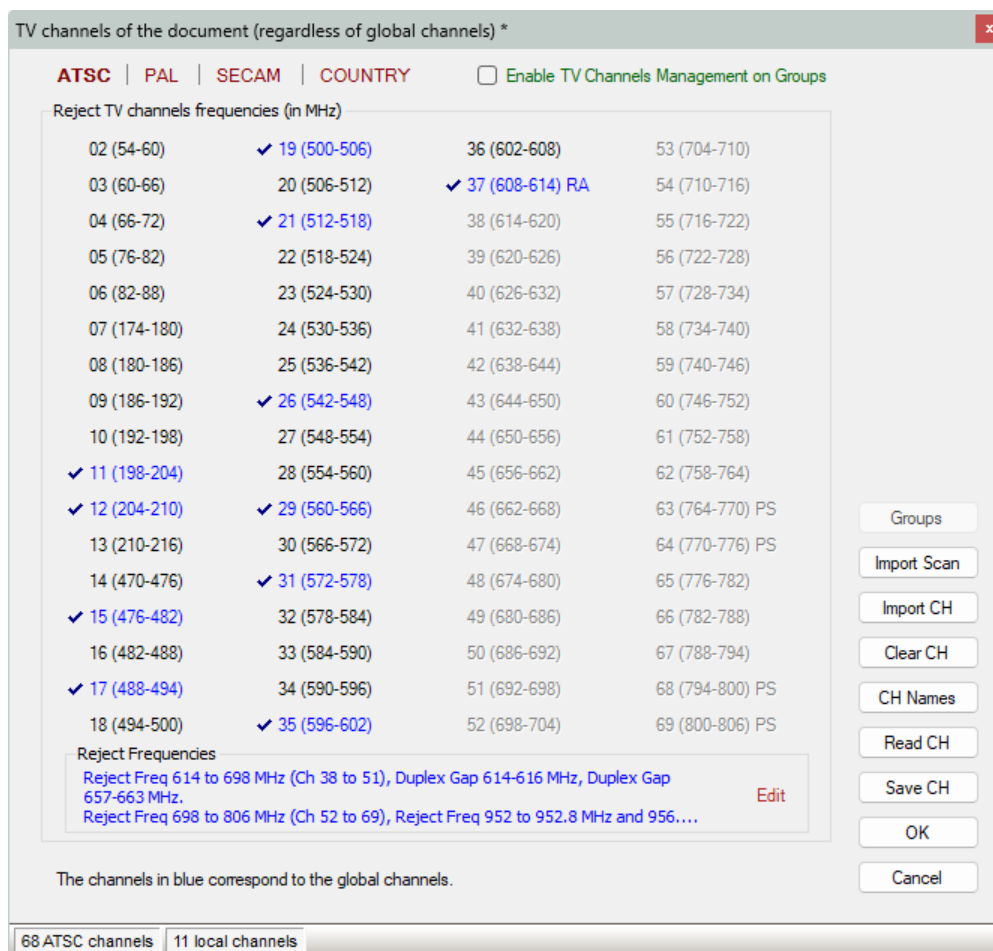 TV channels of the document (regardless of global channels) *
x
ATSC | PAL | SECAM | COUNTRY
Enable TV Channels Management on Groups
Reject TV channels frequencies (in MHz)
02 (54-60)
03 (60-66)
04 (66-72)
05 (76-82)
06 (82-88)
07 (174-180)
08 (180-186)
09 (186-192)
10 (192-198)
11 (198-204)
12 (204-210)
13 (210-216)
14 (470-476)
15 (476-482)
16 (482-488)
17 (488-494)
18 (494-500)
19 (500-506)
20 (506-512)
21 (512-518)
22 (518-524)
23 (524-530)
24 (530-536)
25 (536-542)
26 (542-548)
27 (548-554)
28 (554-560)
29 (560-566)
30 (566-572)
31 (572-578)
32 (578-584)
33 (584-590)
34 (590-596)
35 (596-602)
36 (602-608)
37 (608-614) RA
38 (614-620)
39 (620-626)
40 (626-632)
41 (632-638)
42 (638-644)
43 (644-650)
44 (650-656)
45 (656-662)
46 (662-668)
47 (668-674)
48 (674-680)
49 (680-686)
50 (686-692)
51 (692-698)
52 (698-704)
53 (704-710)
54 (710-716)
55 (716-722)
56 (722-728)
57 (728-734)
58 (734-740)
59 (740-746)
60 (746-752)
61 (752-758)
62 (758-764)
63 (764-770) PS
64 (770-776) PS
65 (776-782)
66 (782-788)
67 (788-794)
68 (794-800) PS
69 (800-806) PS
Reject Frequencies
Reject Freq 614 to 698 MHz (Ch 38 to 51), Duplex Gap 614-616 MHz, Duplex Gap
657-663 MHz.
Reject Freq 698 to 806 MHz (Ch 52 to 69), Reject Freq 952 to 952.8 MHz and 956....
Edit
The channels in blue correspond to the global channels.
Groups
Import Scan
Import CH
Clear CH
CH Names
Read CH
Save CH
OK
Cancel
68 ATSC channels
11 local channels